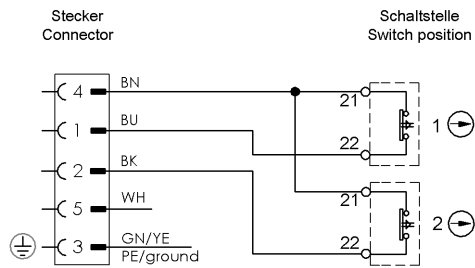 Stecker
Connector
Schaltstelle
Switch position
4 BN
1 BU
2 BK
5 WH
3 GN/YE
PE/ground
21
22
1
21
22
2